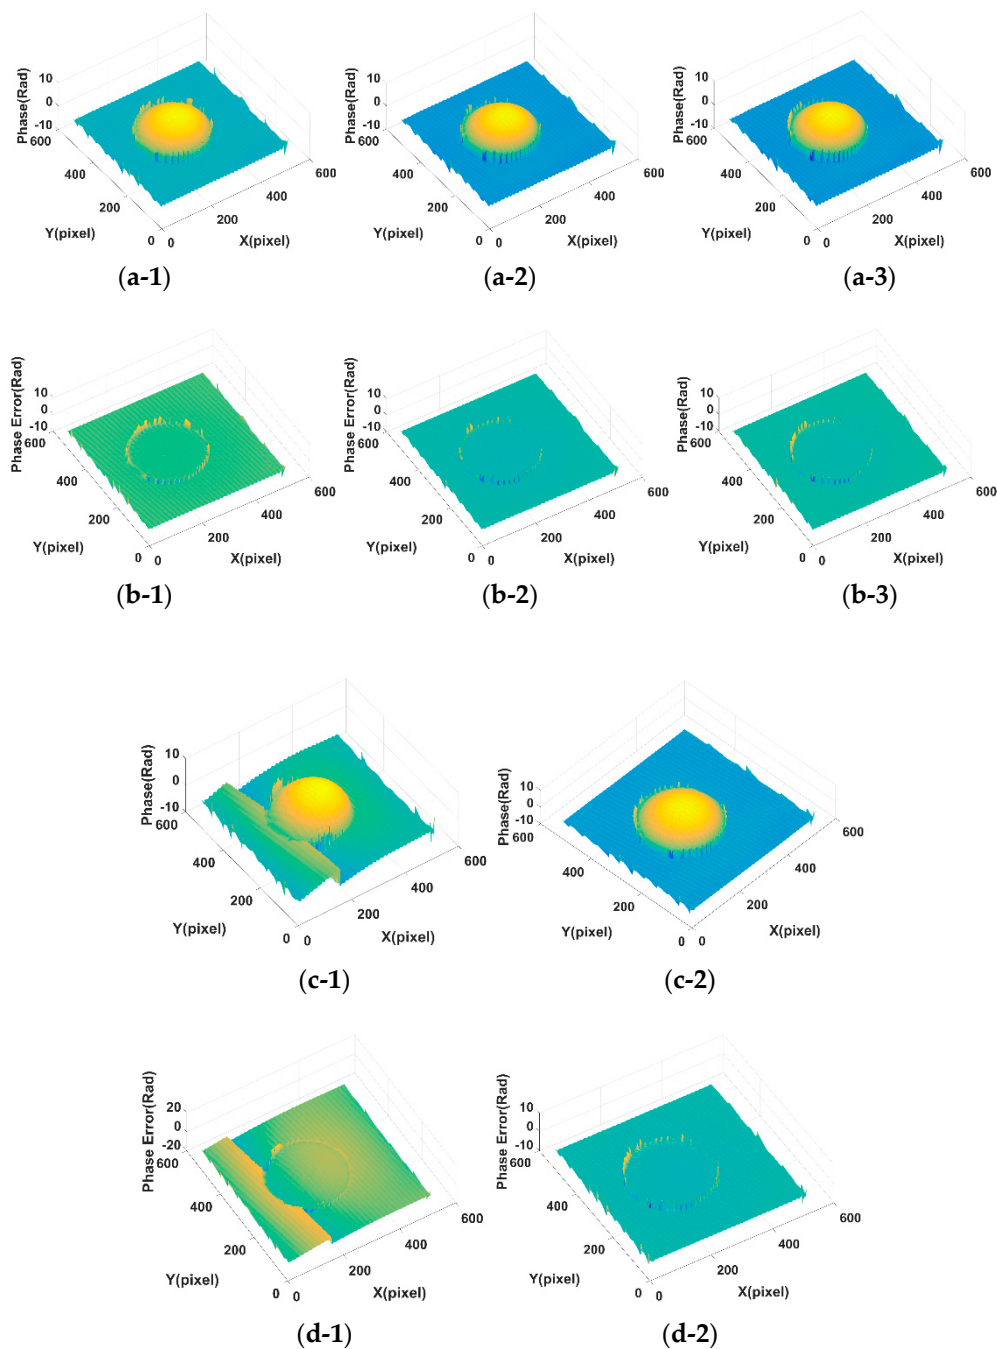 Phase(Rad)
10
0
-10
600
400
200
0
Y(pixel)
0
200
400
600
X(pixel)
(a-1)
Phase(Rad)
10
0
-10
600
400
200
0
Y(pixel)
0
200
400
600
X(pixel)
(a-2)
Phase(Rad)
10
0
-10
600
400
200
0
Y(pixel)
0
200
400
600
X(pixel)
(a-3)
Phase Error(Rad)
10
0
-10
600
400
200
0
Y(pixel)
0
200
400
600
X(pixel)
(b-1)
Phase Error(Rad)
10
0
-10
600
400
200
0
Y(pixel)
0
200
400
600
X(pixel)
(b-2)
Phase(Rad)
10
0
-10
600
400
200
0
Y(pixel)
0
200
400
600
X(pixel)
(b-3)
Phase(Rad)
10
0
-10
600
400
200
0
Y(pixel)
0
200
400
600
X(pixel)
(c-1)
Phase(Rad)
10
0
-10
600
400
200
0
Y(pixel)
0
200
400
600
X(pixel)
(c-2)
Phase Error(Rad)
20
0
-20
600
400
200
0
Y(pixel)
0
200
400
600
X(pixel)
(d-1)
Phase Error(Rad)
10
0
-10
600
400
200
0
Y(pixel)
0
200
400
600
X(pixel)
(d-2)